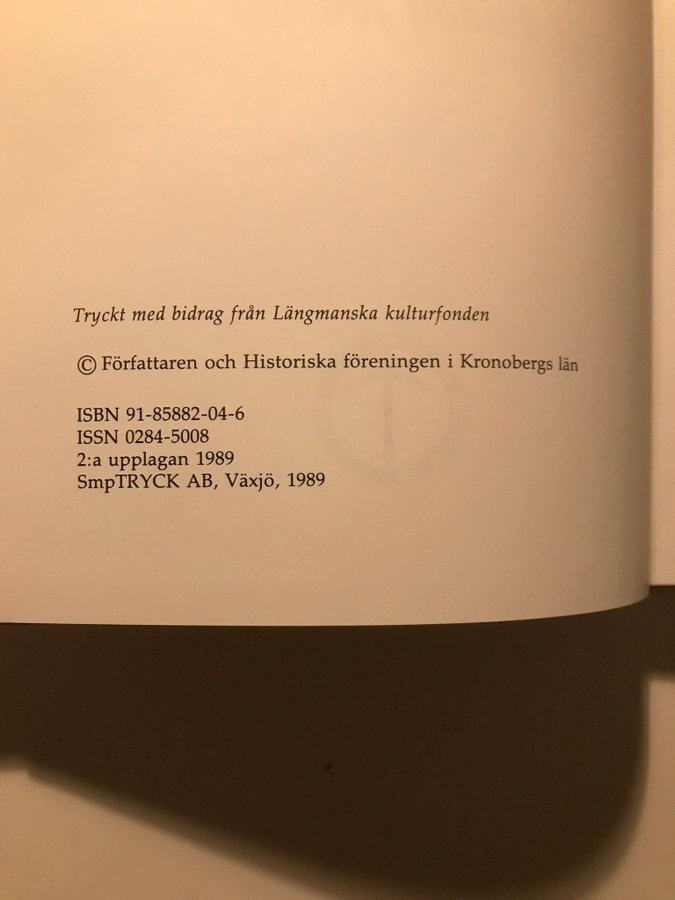 Tryckt med bidrag från Längmanska kulturfonden
© Författaren och Historiska föreningen i Kronobergs län
ISBN 91-85882-04-6
ISSN 0284-5008
2:a upplagan 1989
SmpTRYCK AB, Växjö, 1989